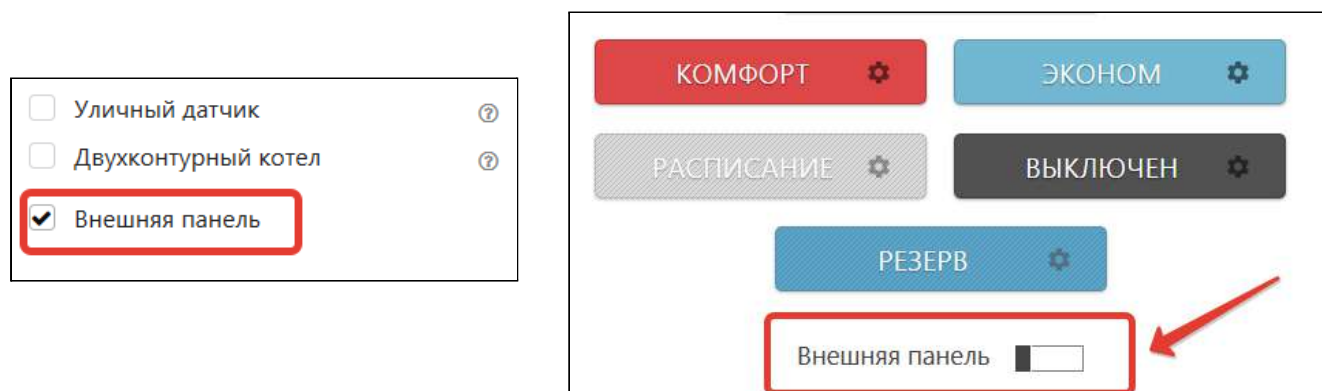 Уличный датчик
Двухконтурный котел
Внешняя панель
КОМФОРТ
ЭКОНОМ
РАСПИСАНИЕ
ВЫКЛЮЧЕН
РЕЗЕРВ
Внешняя панель